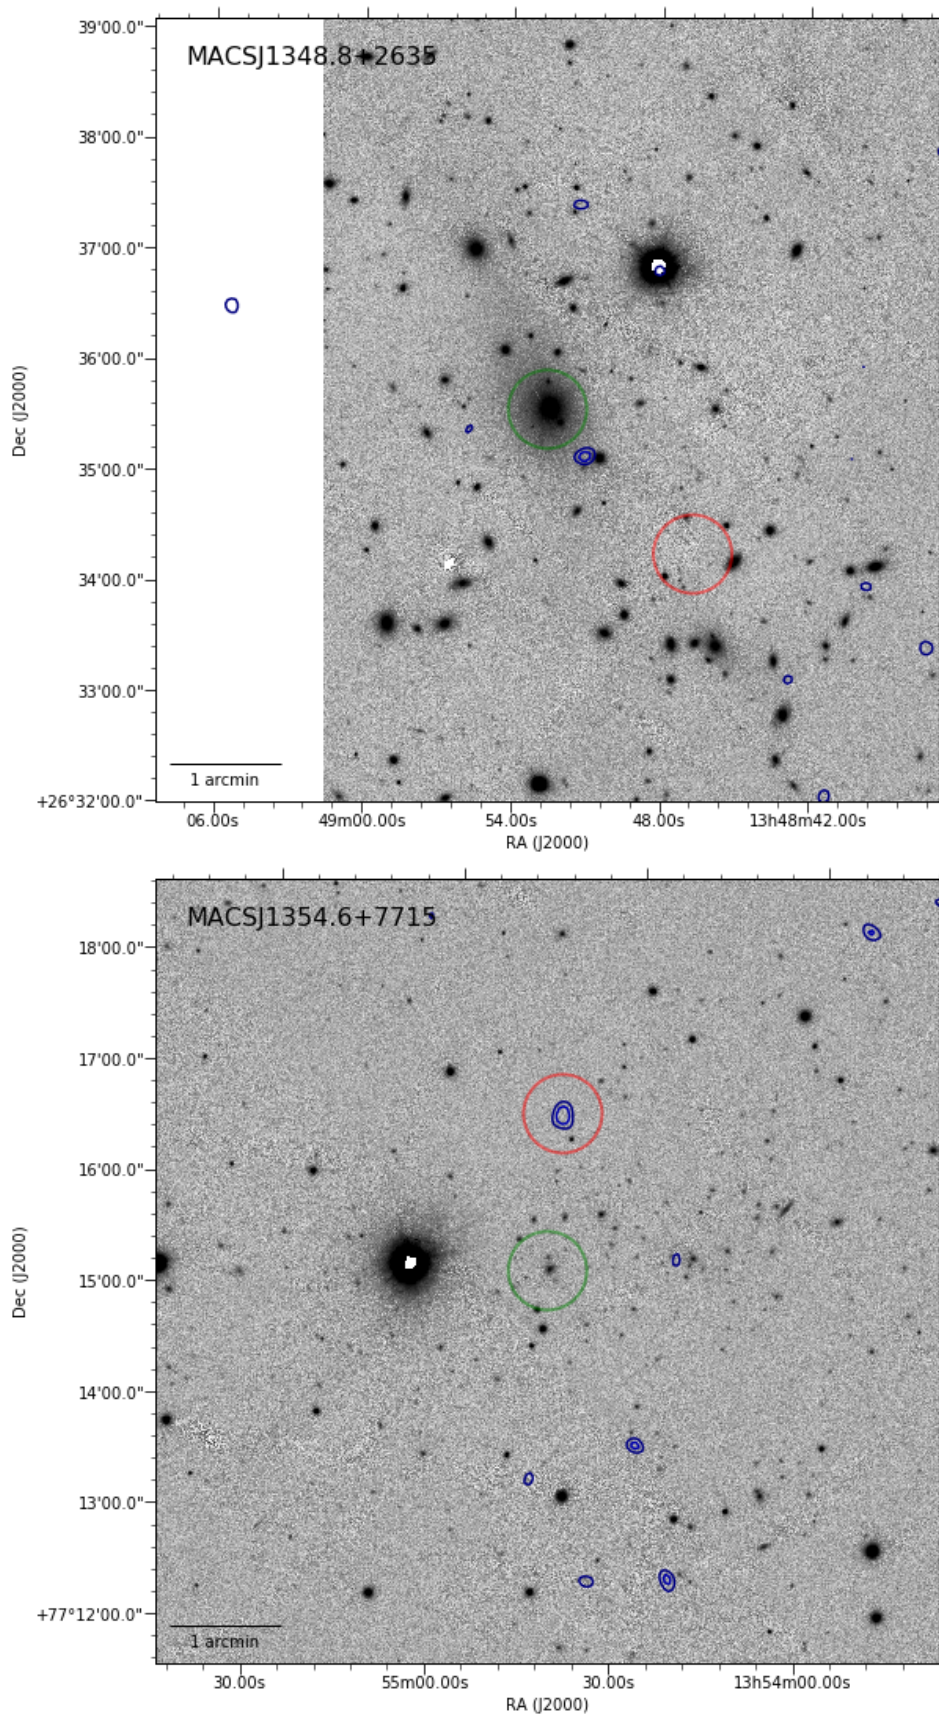 39'00.0"
MACSJ1348.8+2635
38'00.0"
37'00.0"
36'00.0"
Dec (J2000)
35'00.0"
34'00.0"
33'00.0"
1 arcmin
+26°32'00.0"
06.00s 49m00.00s 54.00s 48.00s 13h48m42.00s
RA (J2000)
MACSJ1354.6+7715
18'00.0"
17'00.0"
16'00.0"
Dec (J2000)
15'00.0"
14'00.0"
13'00.0"
+77°12'00.0"
1 arcmin
30.00s 55m00.00s 30.00s 13h54m00.00s
RA (J2000)